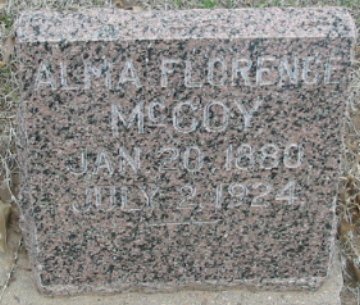 ALMA FLORENCE
McCOY
JAN. 20, 1880
JULY 2, 1924